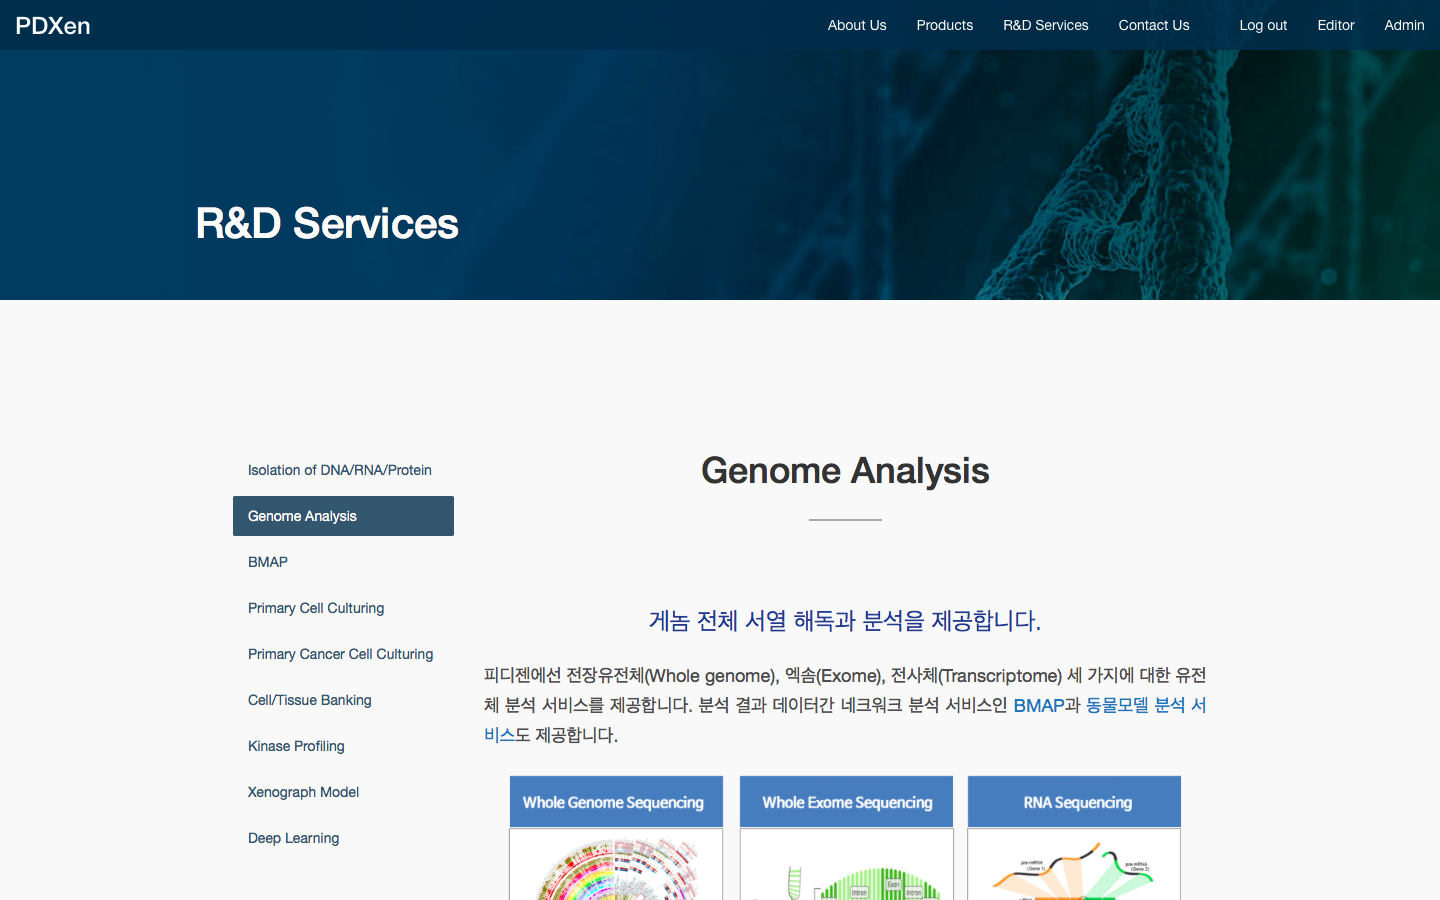 PDXen
About Us
Products
R&D Services
Contact Us
Log out
Editor
Admin
R&D Services
Isolation of DNA/RNA/Protein
Genome Analysis
BMAP
Primary Cell Culturing
Primary Cancer Cell Culturing
Cell/Tissue Banking
Kinase Profiling
Xenograph Model
Deep Learning
Genome Analysis
게놈 전체 서열 해독과 분석을 제공합니다.
피디젠에선 전장유전체(Whole genome), 엑솜(Exome), 전사체(Transcriptome) 세 가지에 대한 유전
체 분석 서비스를 제공합니다. 분석 결과 데이터간 네크워크 분석 서비스인 BMAP과 동물모델 분석 서
비스도 제공합니다.
Whole Genome Sequencing
Whole Exome Sequencing
RNA Sequencing
Intron
Exon
Intron
pre-mRNA
(Gene 1)
pre-mRNA
(Gene 2)